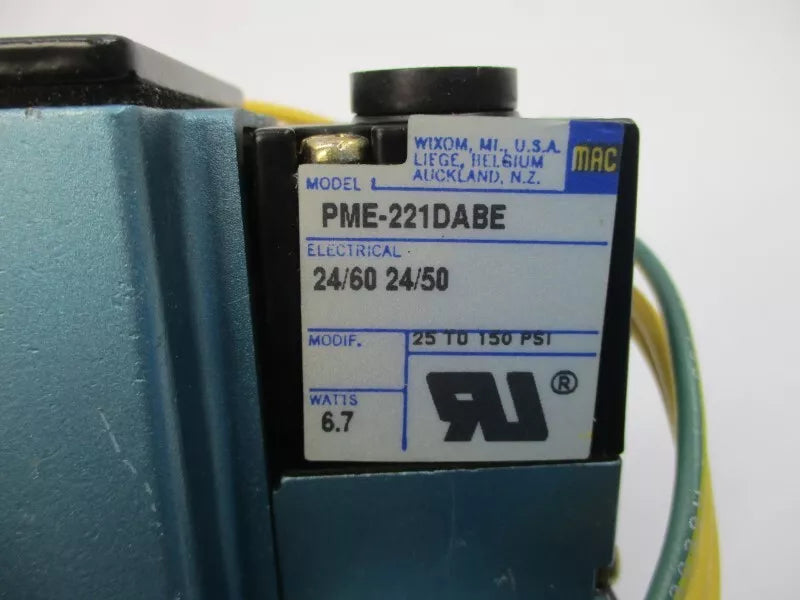 WIXOM, MI., U.S.A.
LIEGE, BELGIUM
AUCKLAND, N.Z.
MAC
MODEL
PME-221DABE
ELECTRICAL
24/60 24/50
MODIF.
25 TO 150 PSI
WATTS
6.7
RU ®